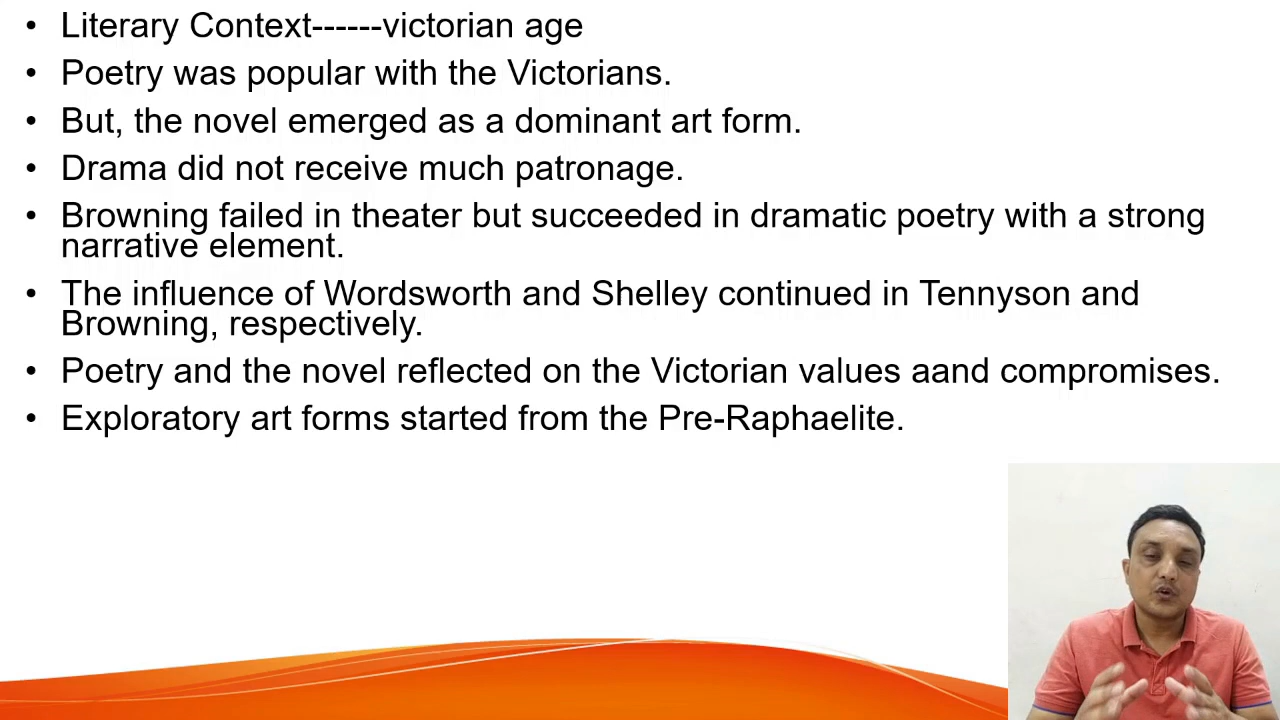 • Literary Context------victorian age
• Poetry was popular with the Victorians.
• But, the novel emerged as a dominant art form.
• Drama did not receive much patronage.
• Browning failed in theater but succeeded in dramatic poetry with a strong
narrative element.
• The influence of Wordsworth and Shelley continued in Tennyson and
Browning, respectively.
• Poetry and the novel reflected on the Victorian values aand compromises.
• Exploratory art forms started from the Pre-Raphaelite.